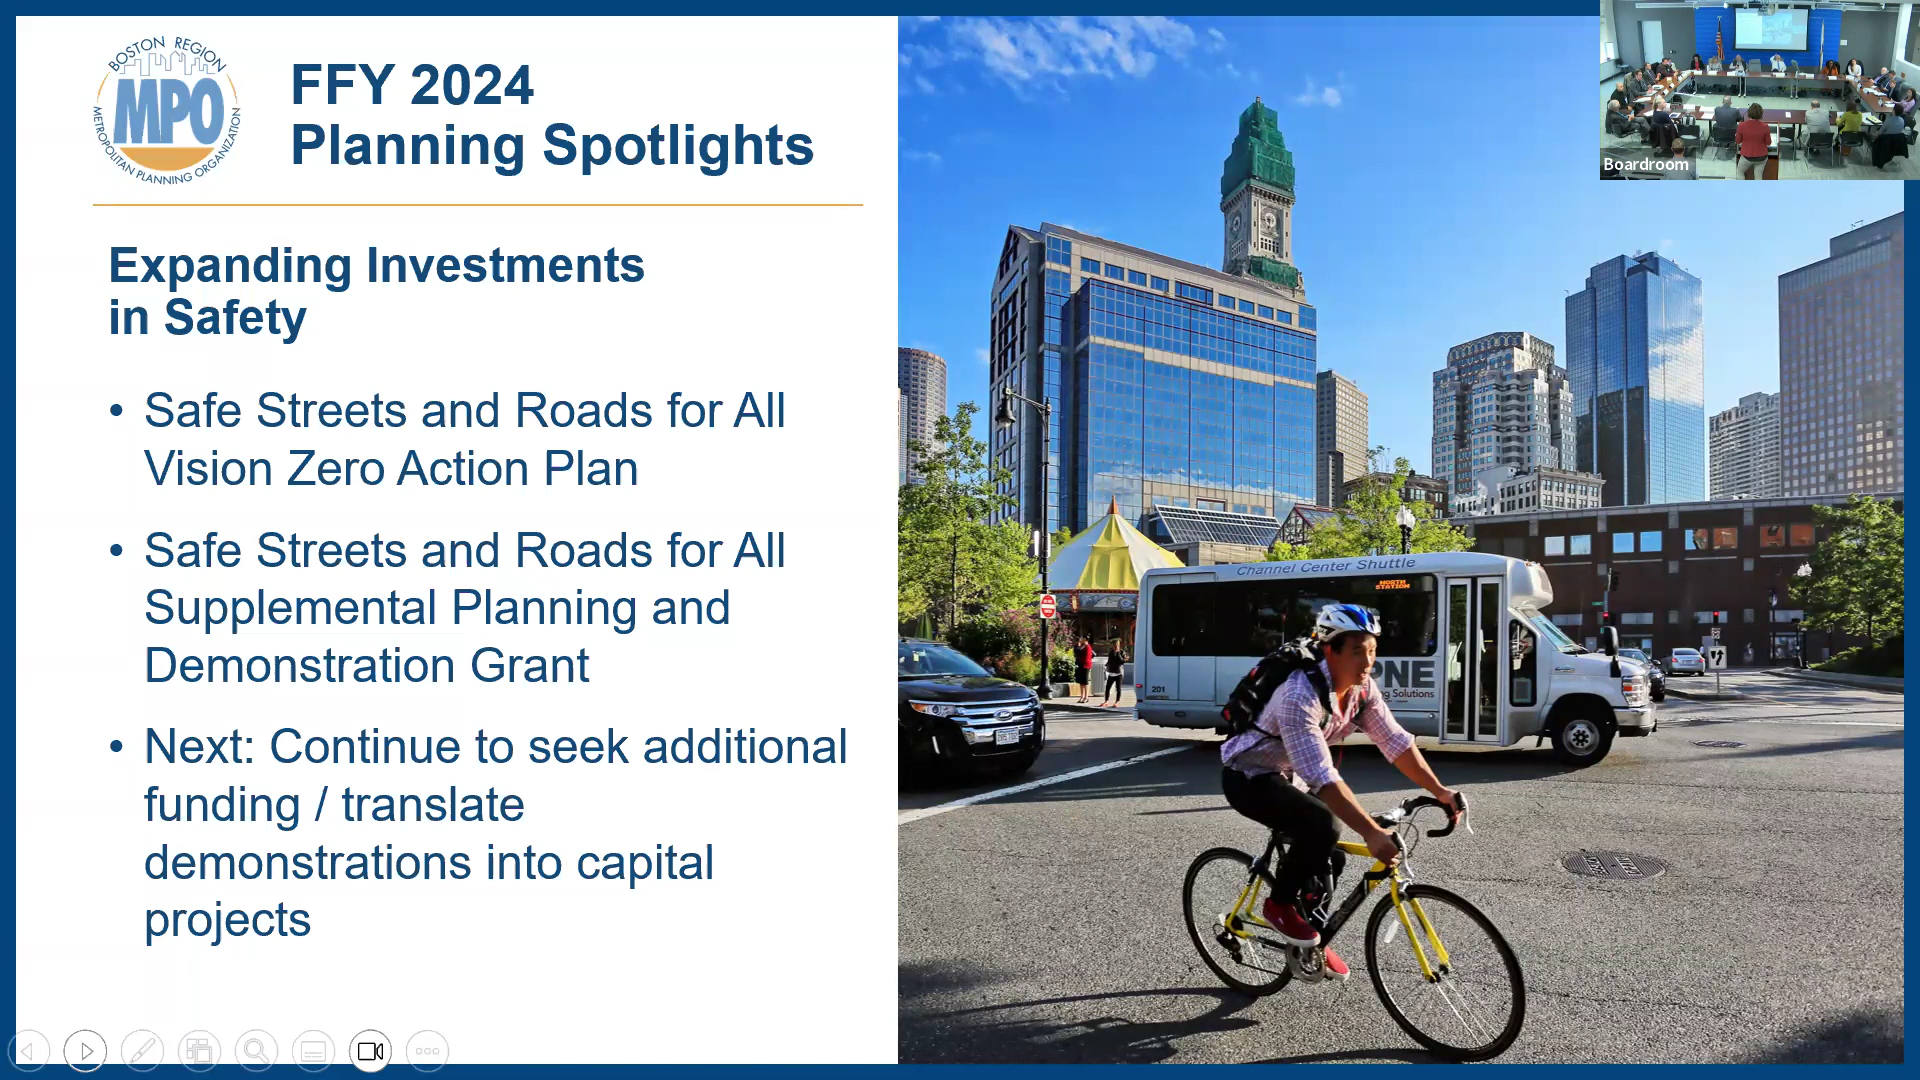 BOSTON REGION
MPO
METROPOLITAN PLANNING ORGANIZATION
FFY 2024
Planning Spotlights
Expanding Investments
in Safety
• Safe Streets and Roads for All
Vision Zero Action Plan
• Safe Streets and Roads for All
Supplemental Planning and
Demonstration Grant
• Next: Continue to seek additional
funding / translate
demonstrations into capital
projects
Boardroom
Channel Center Shuttle
NORTH
STATION
PNE
g Solutions
201